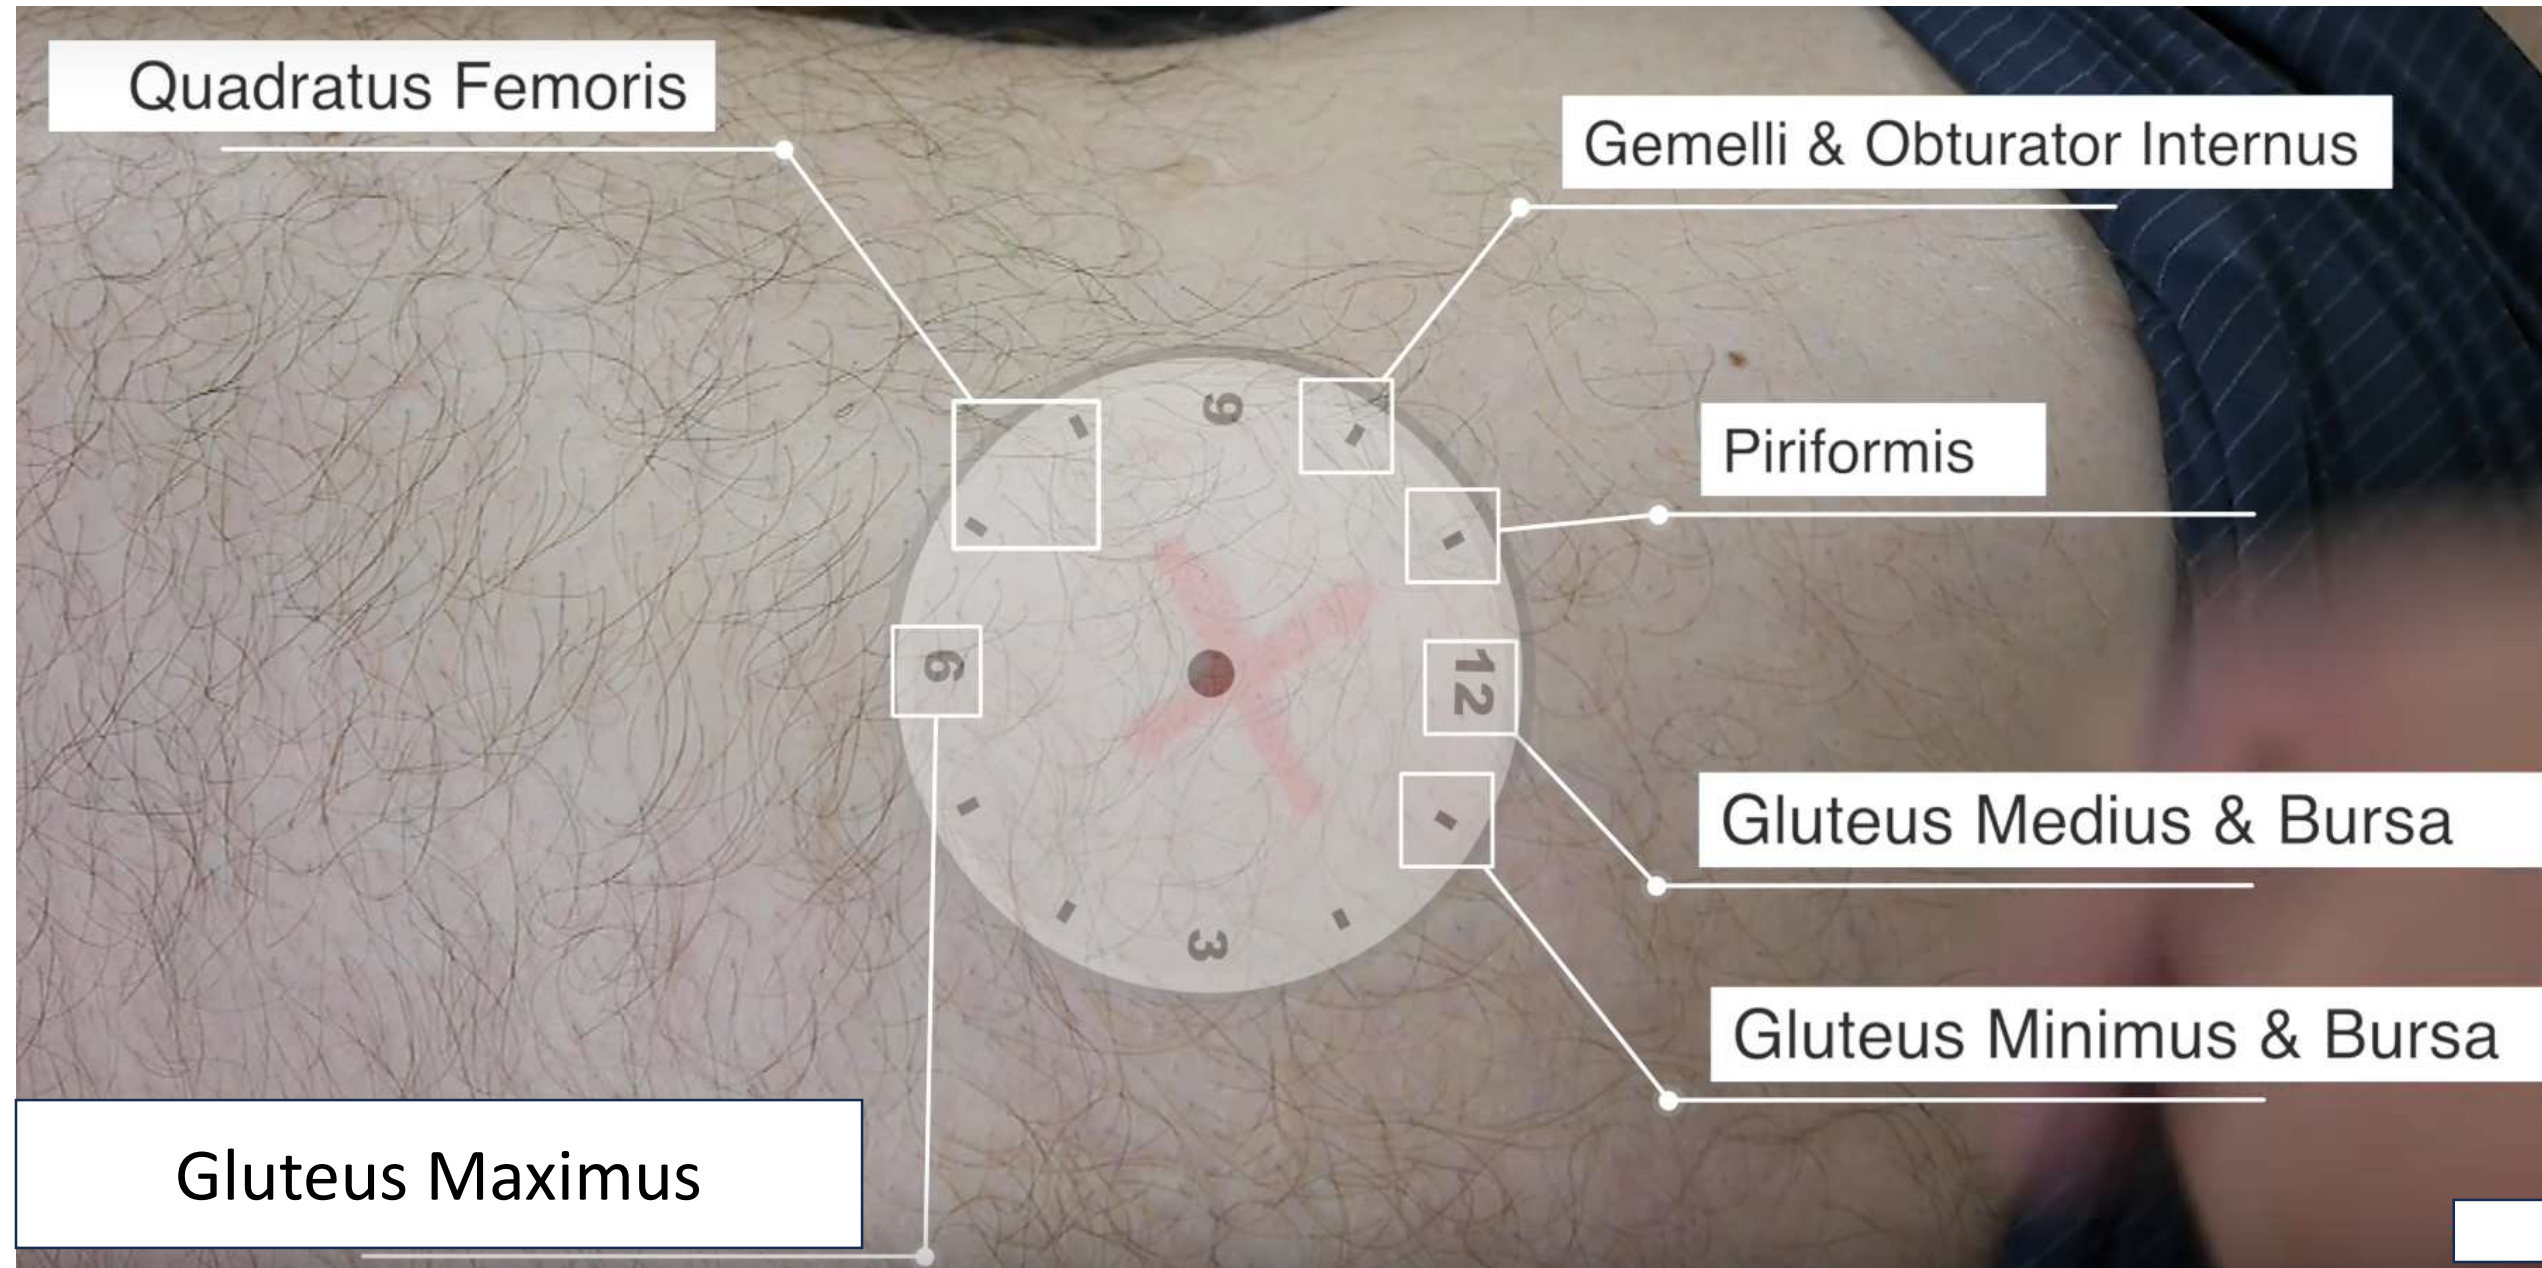 Quadratus Femoris
Gemelli & Obturator Internus
Piriformis
9
6
12
3
Gluteus Medius & Bursa
Gluteus Minimus & Bursa
Gluteus Maximus